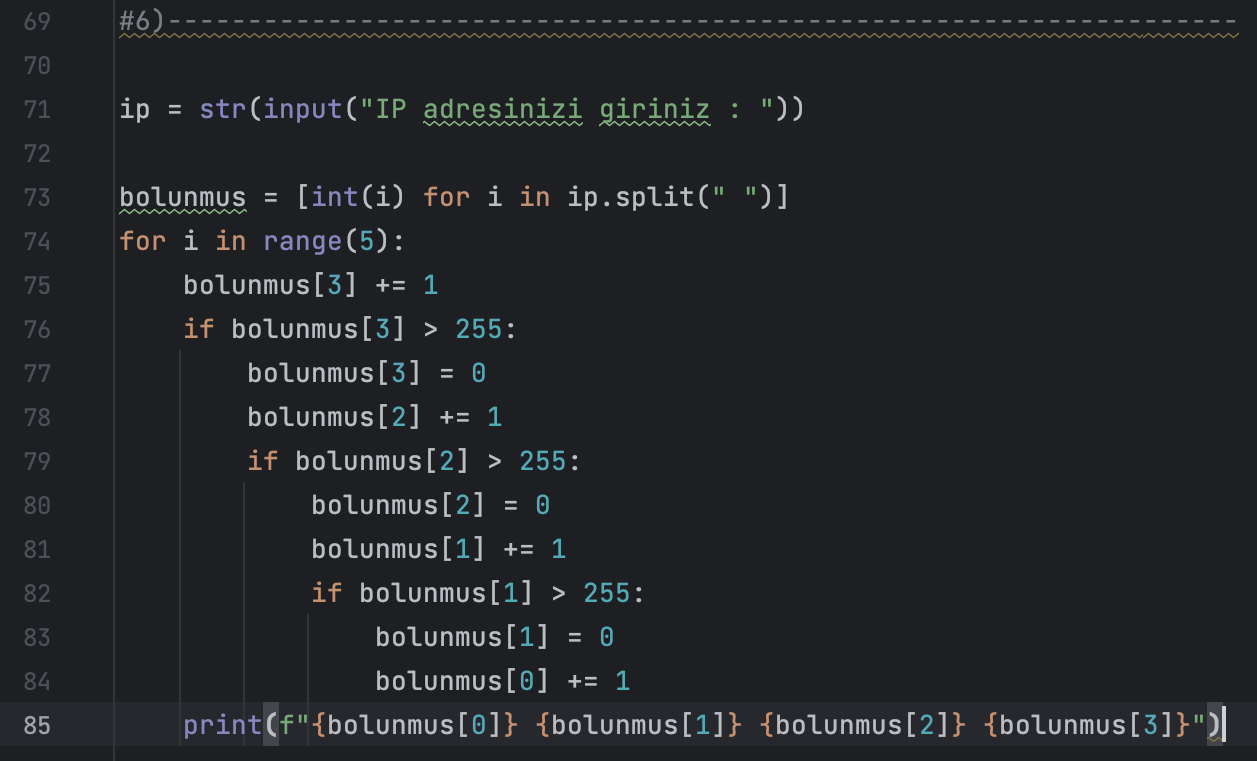 69 #6)--------------------------------------------------------------------
70
71 ip = str(input("IP adresinizi giriniz : "))
72
73 bolunmus = [int(i) for i in ip.split(" ")]
74 for i in range(5):
75     bolunmus[3] += 1
76     if bolunmus[3] > 255:
77         bolunmus[3] = 0
78         bolunmus[2] += 1
79         if bolunmus[2] > 255:
80             bolunmus[2] = 0
81             bolunmus[1] += 1
82             if bolunmus[1] > 255:
83                 bolunmus[1] = 0
84                 bolunmus[0] += 1
85     print(f"{bolunmus[0]} {bolunmus[1]} {bolunmus[2]} {bolunmus[3]}")